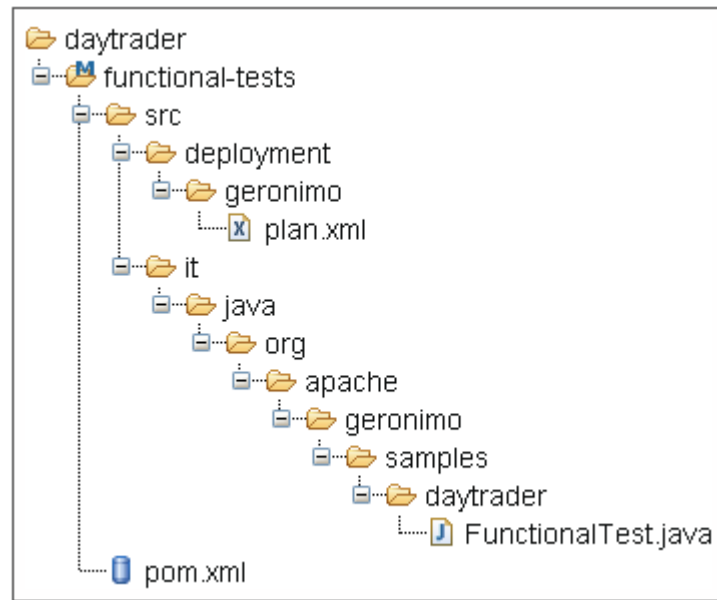 daytrader
functional-tests
src
deployment
geronimo
plan.xml
it
java
org
apache
geronimo
samples
daytrader
FunctionalTest.java
pom.xml